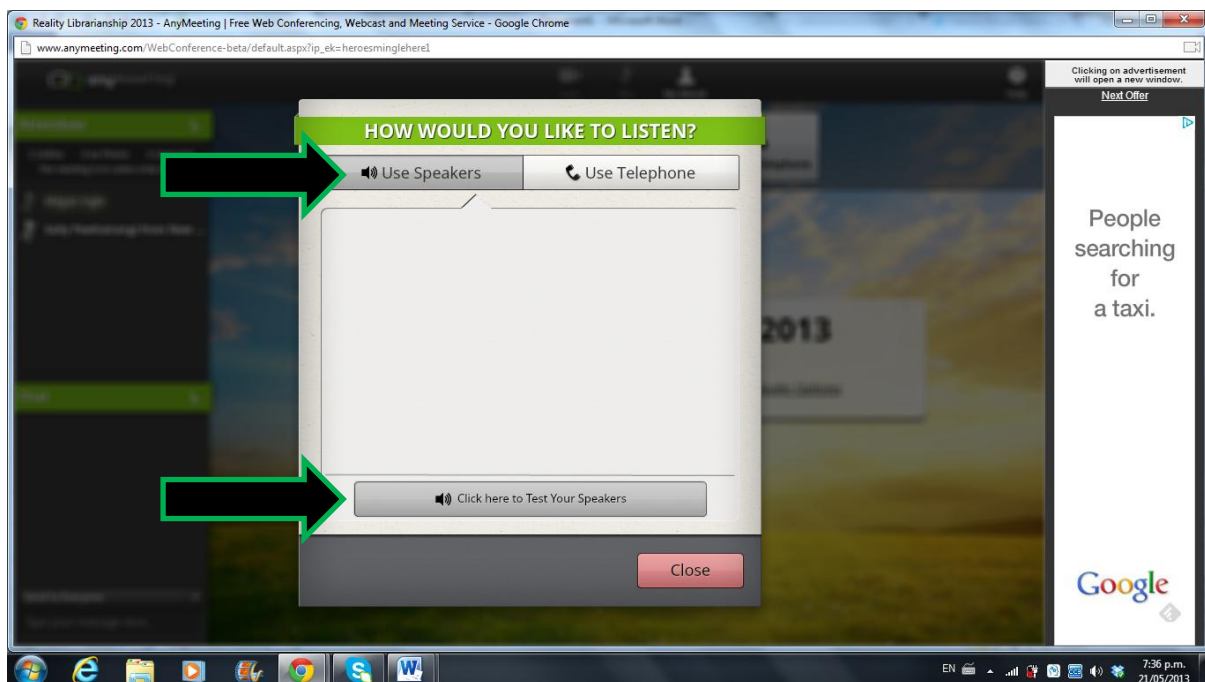 Reality Librarianship 2013 - AnyMeeting | Free Web Conferencing, Webcast and Meeting Service - Google Chrome
www.anymeeting.com/WebConference-beta/default.aspx?ip_ek=heroesminglehere1
Clicking on advertisement
will open a new window.
Next Offer
HOW WOULD YOU LIKE TO LISTEN?
Use Speakers
Use Telephone
People
searching
for
a taxi.
2013
Click here to Test Your Speakers
Close
Google
EN
7:36 p.m.
21/05/2013